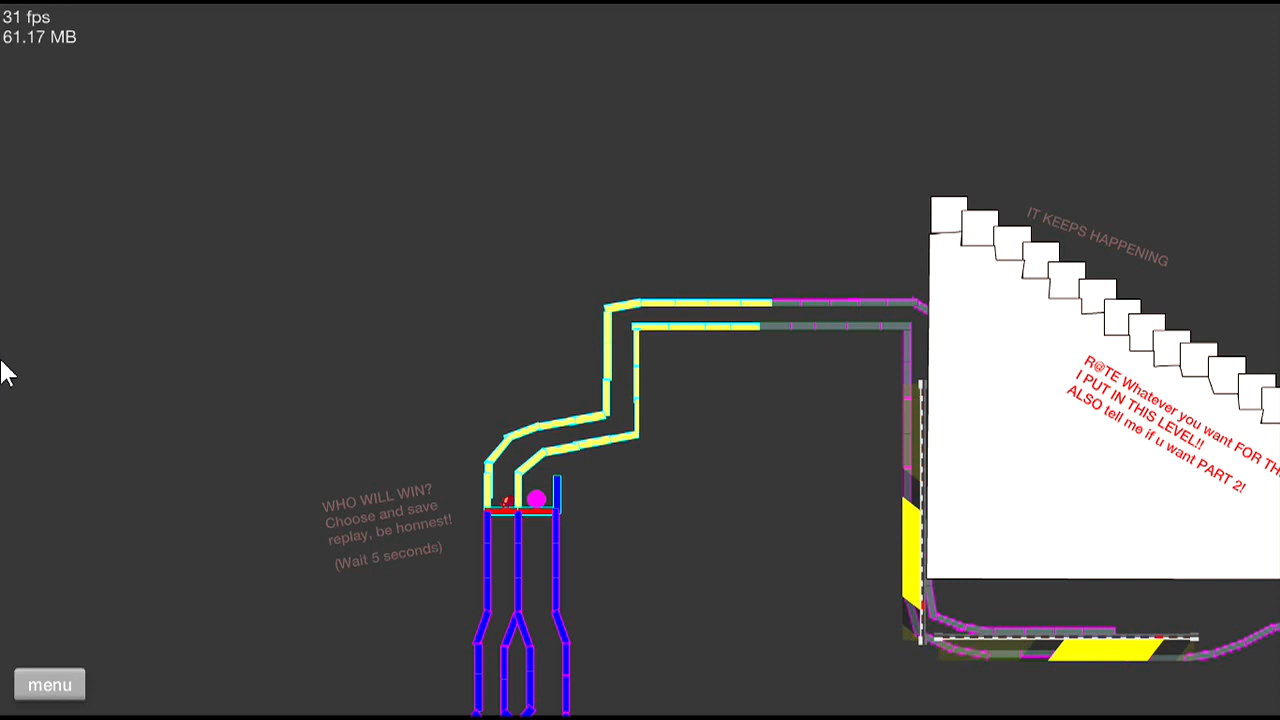 31 fps
61.17 MB
IT KEEPS HAPPENING
R@TE Whatever you want FOR
I PUT IN THIS LEVEL!!
ALSO tell me if u want PART 2!
WHO WILL WIN?
Choose and save
replay, be honnest!
(Wait 5 seconds)
menu